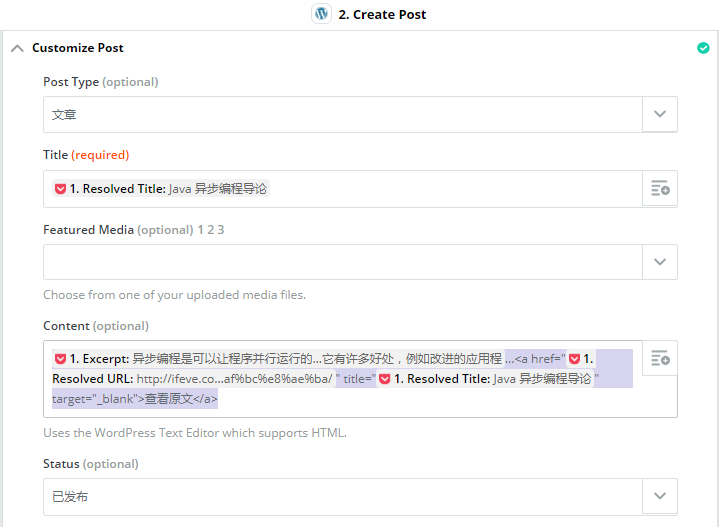 2. Create Post
Customize Post
Post Type (optional)
文章
Title (required)
1. Resolved Title: Java 异步编程导论
Featured Media (optional) 1 2 3
Choose from one of your uploaded media files.
Content (optional)
1. Excerpt: 异步编程是可以让程序并行运行的...它有许多好处，例如改进的应用程 ...<a href=" 1.
Resolved URL: http://ifeve.co...af%bc%e8%ae%ba/ " title=" 1. Resolved Title: Java 异步编程导论 "
target="_blank">查看原文</a>
Uses the WordPress Text Editor which supports HTML.
Status (optional)
已发布